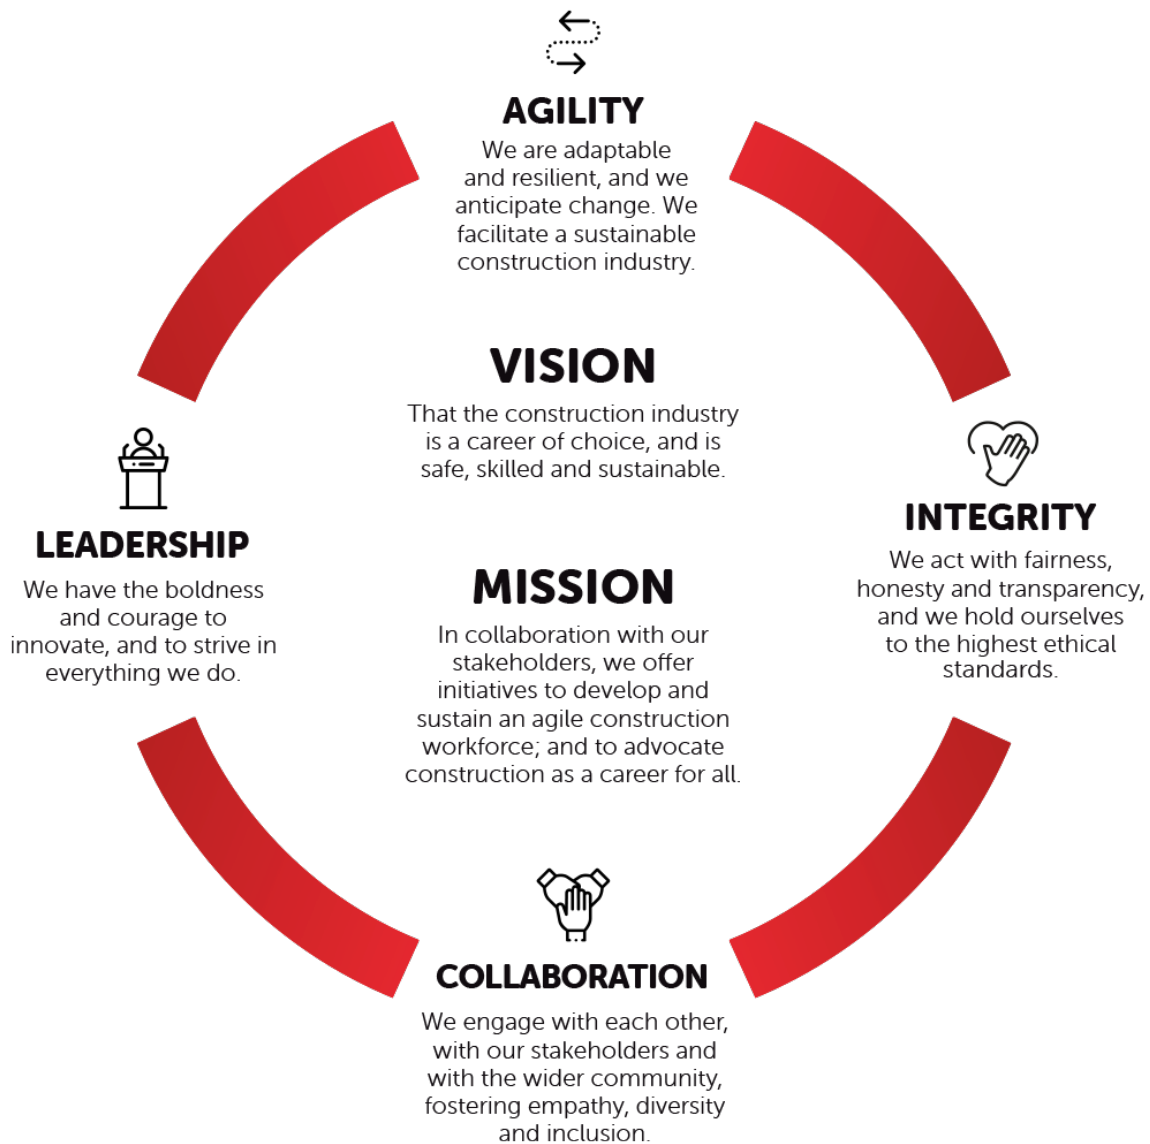 AGILITY
We are adaptable
and resilient, and we
anticipate change. We
facilitate a sustainable
construction industry.
VISION
That the construction industry
is a career of choice, and is
safe, skilled and sustainable.
LEADERSHIP
We have the boldness
and courage to
innovate, and to strive in
everything we do.
INTEGRITY
We act with fairness,
honesty and transparency,
and we hold ourselves
to the highest ethical
standards.
MISSION
In collaboration with our
stakeholders, we offer
initiatives to develop and
sustain an agile construction
workforce; and to advocate
construction as a career for all.
COLLABORATION
We engage with each other,
with our stakeholders and
with the wider community,
fostering empathy, diversity
and inclusion.